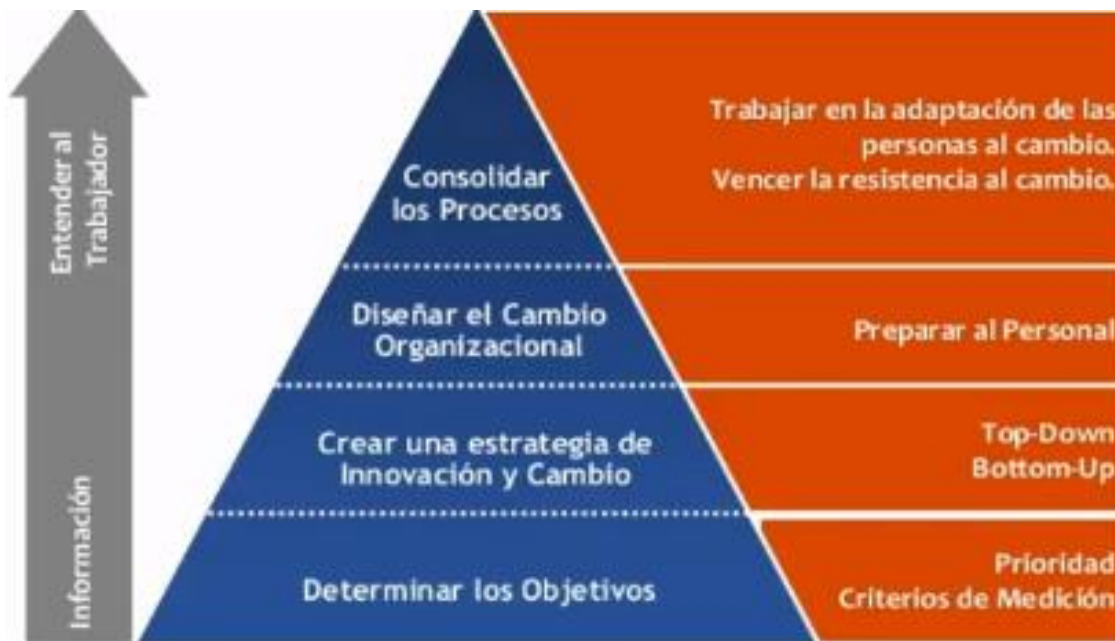 Entender al
Trabajador
Información
Consolidar
los Procesos
Trabajar en la adaptación de las
personas al cambio.
Vencer la resistencia al cambio.
Diseñar el Cambio
Organizacional
Preparar al Personal
Crear una estrategia de
Innovación y Cambio
Top-Down
Bottom-Up
Determinar los Objetivos
Prioridad
Criterios de Medición